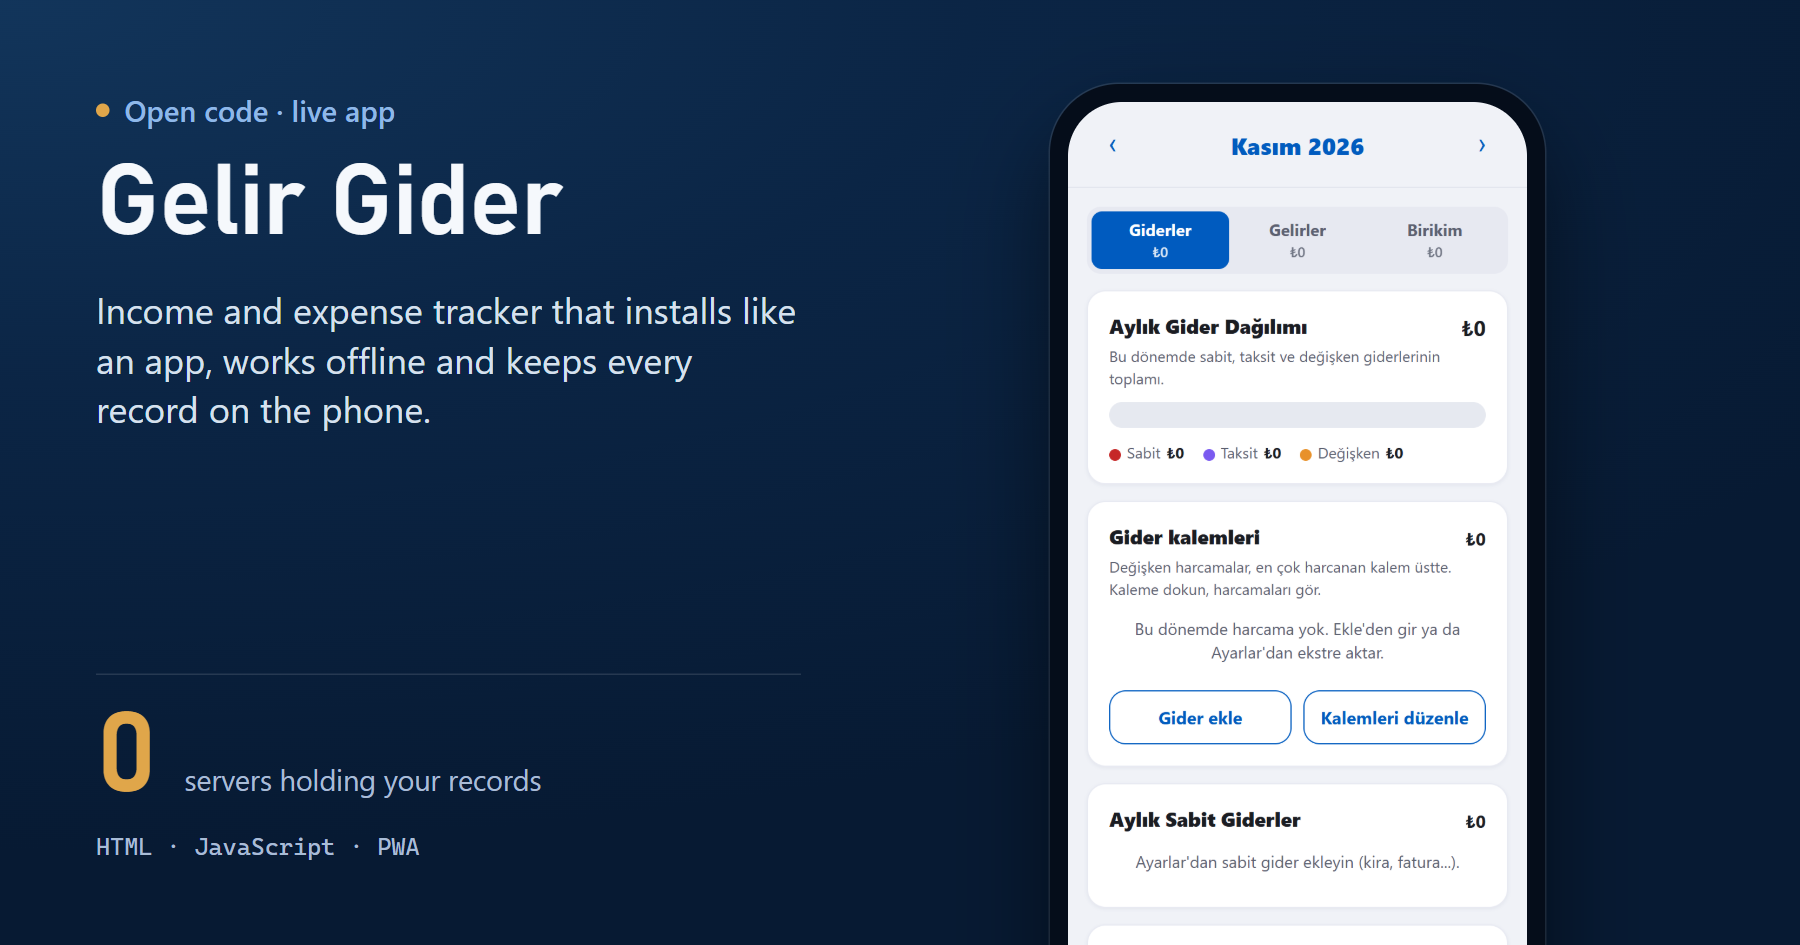 Open code · live app
Gelir Gider
Income and expense tracker that installs like
an app, works offline and keeps every
record on the phone.
0 servers holding your records
HTML · JavaScript · PWA
‹ Kasım 2026 ›
Giderler Gelirler Birikim
₺0 ₺0 ₺0
Aylık Gider Dağılımı ₺0
Bu dönemde sabit, taksit ve değişken giderlerinin
toplamı.
Sabit ₺0 Taksit ₺0 Değişken ₺0
Gider kalemleri ₺0
Değişken harcamalar, en çok harcanan kalem üstte.
Kaleme dokun, harcamaları gör.
Bu dönemde harcama yok. Ekle'den gir ya da
Ayarlar'dan ekstre aktar.
Gider ekle Kalemleri düzenle
Aylık Sabit Giderler ₺0
Ayarlar'dan sabit gider ekleyin (kira, fatura...).